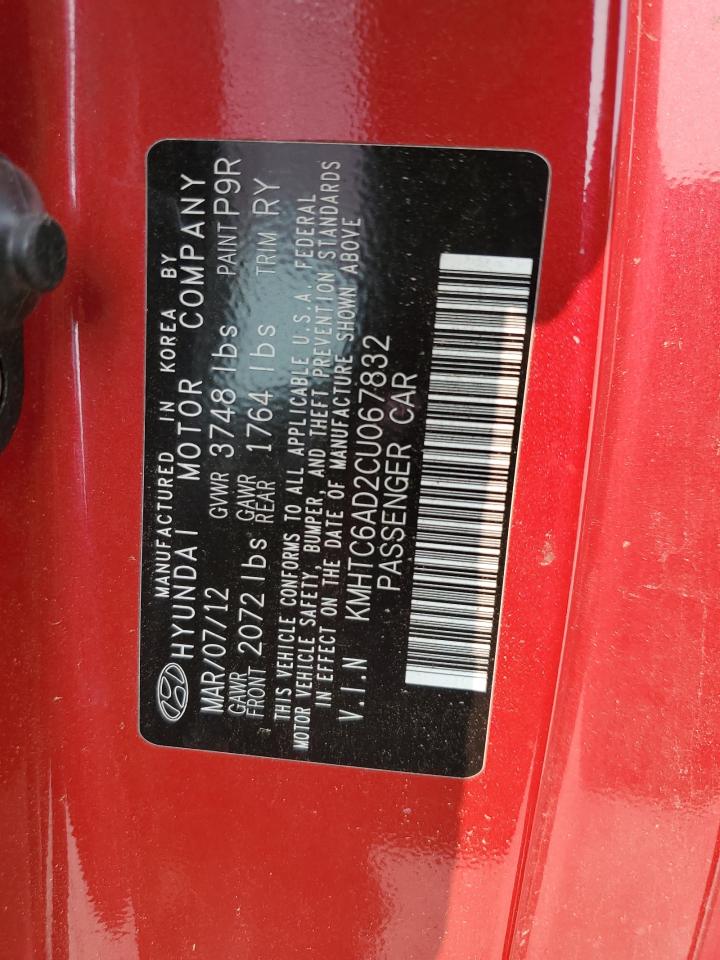 MANUFACTURED IN KOREA BY
HYUNDAI MOTOR COMPANY
MAR/07/12 GVWR 3748 lbs PAINT P9R
GAWR FRONT 2072 lbs GAWR REAR 1764 lbs TRIM RY
THIS VEHICLE CONFORMS TO ALL APPLICABLE U.S.A. FEDERAL
MOTOR VEHICLE SAFETY, BUMPER, AND THEFT PREVENTION STANDARDS
IN EFFECT ON THE DATE OF MANUFACTURE SHOWN ABOVE
V.I.N KMHTC6AD2CU067832
PASSENGER CAR